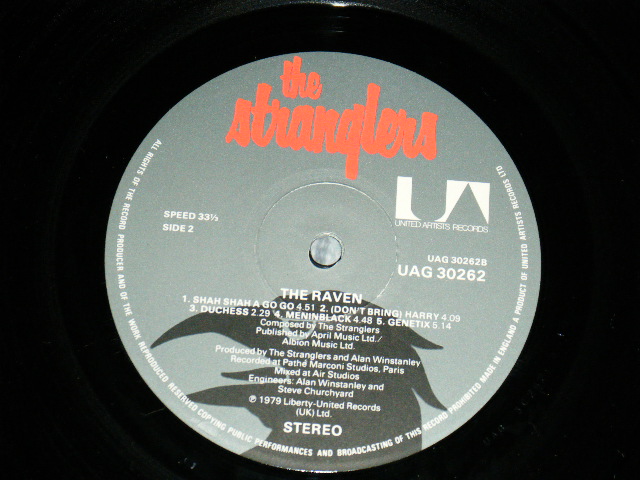 the
stranglers
UNITED ARTISTS RECORDS
SPEED 33⅓
SIDE 2
UAG 30262B
UAG 30262
THE RAVEN
1. SHAH SHAH A GO GO 4.51 2. (DON'T BRING) HARRY 4.09
3. DUCHESS 2.29 4. MENINBLACK 4.48 5. GENETIX 5.14
Composed by The Stranglers
Published by April Music Ltd./
Albion Music Ltd.
Produced by The Stranglers and Alan Winstanley
Recorded at Pathé Marconi Studios, Paris
Mixed at Air Studios
Engineers: Alan Winstanley and
Steve Churchyard
℗ 1979 Liberty-United Records
(UK) Ltd.
STEREO
ALL RIGHTS OF THE RECORD PRODUCER AND OF THE WORK REPRODUCED RESERVED COPYING PUBLIC PERFORMANCES AND BROADCASTING OF THIS RECORD PROHIBITED MADE IN ENGLAND A PRODUCT OF UNITED ARTISTS RECORDS LTD